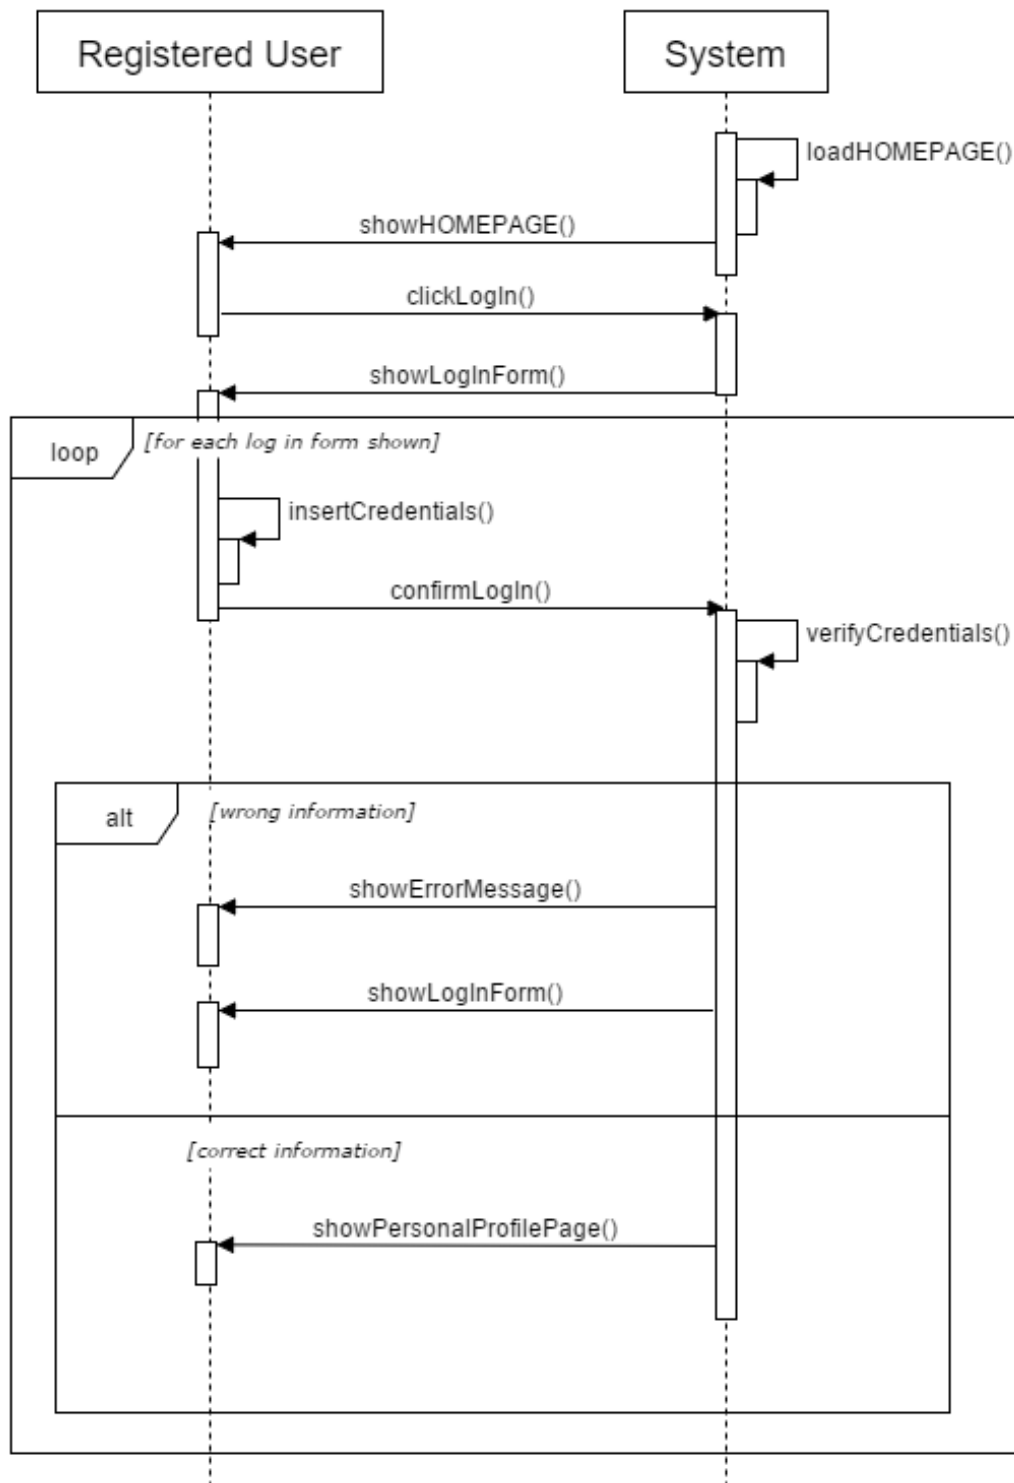 Registered User
System
loadHOMEPAGE()
showHOMEPAGE()
clickLogIn()
showLogInForm()
loop
[for each log in form shown]
insertCredentials()
confirmLogIn()
verifyCredentials()
alt
[wrong information]
showErrorMessage()
showLogInForm()
[correct information]
showPersonalProfilePage()